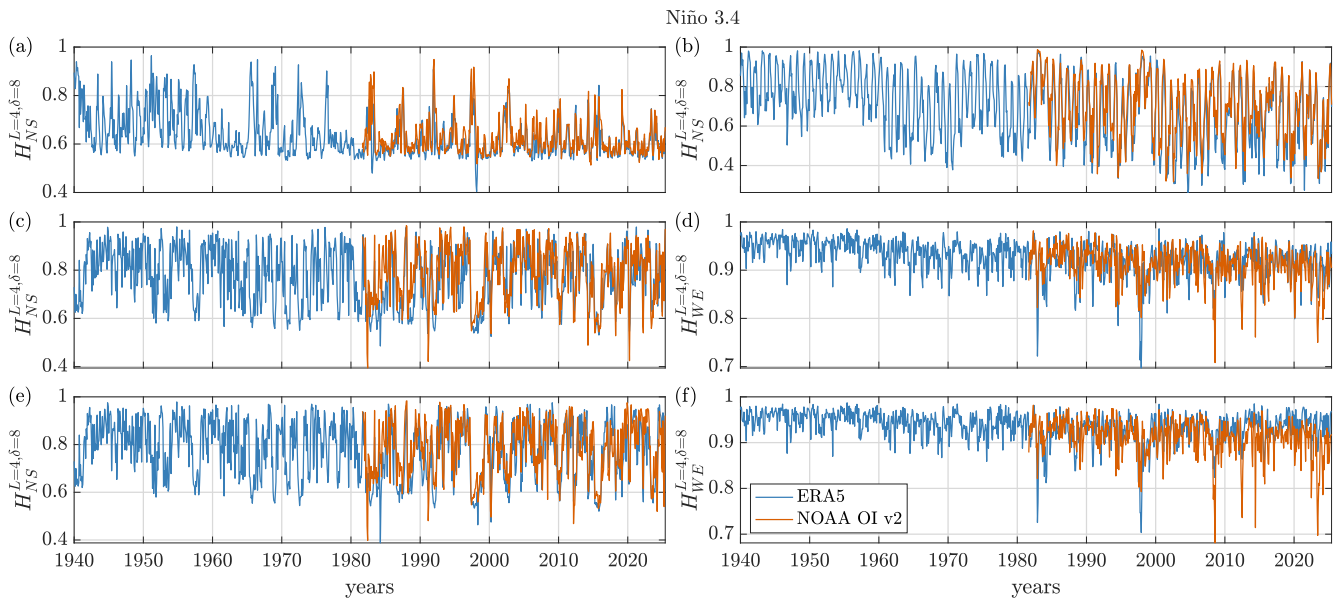 Niño 3.4
(a)
1
0.8
0.6
0.4
H_{NS}^{L=4,δ=8}
(b)
1
0.8
0.6
0.4
H_{NS}^{L=4,δ=8}
(c)
1
0.8
0.6
0.4
H_{NS}^{L=4,δ=8}
(d)
1
0.9
0.8
0.7
H_{WE}^{L=4,δ=8}
(e)
1
0.8
0.6
0.4
H_{NS}^{L=4,δ=8}
1940 1950 1960 1970 1980 1990 2000 2010 2020
years
(f)
1
0.9
0.8
0.7
H_{WE}^{L=4,δ=8}
ERA5
NOAA OI v2
1940 1950 1960 1970 1980 1990 2000 2010 2020
years